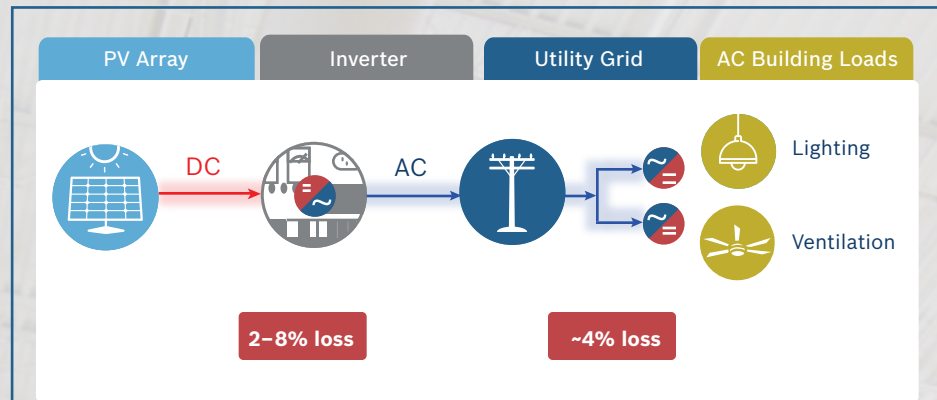 PV Array
Inverter
Utility Grid
AC Building Loads
DC
AC
Lighting
Ventilation
2–8% loss
~4% loss